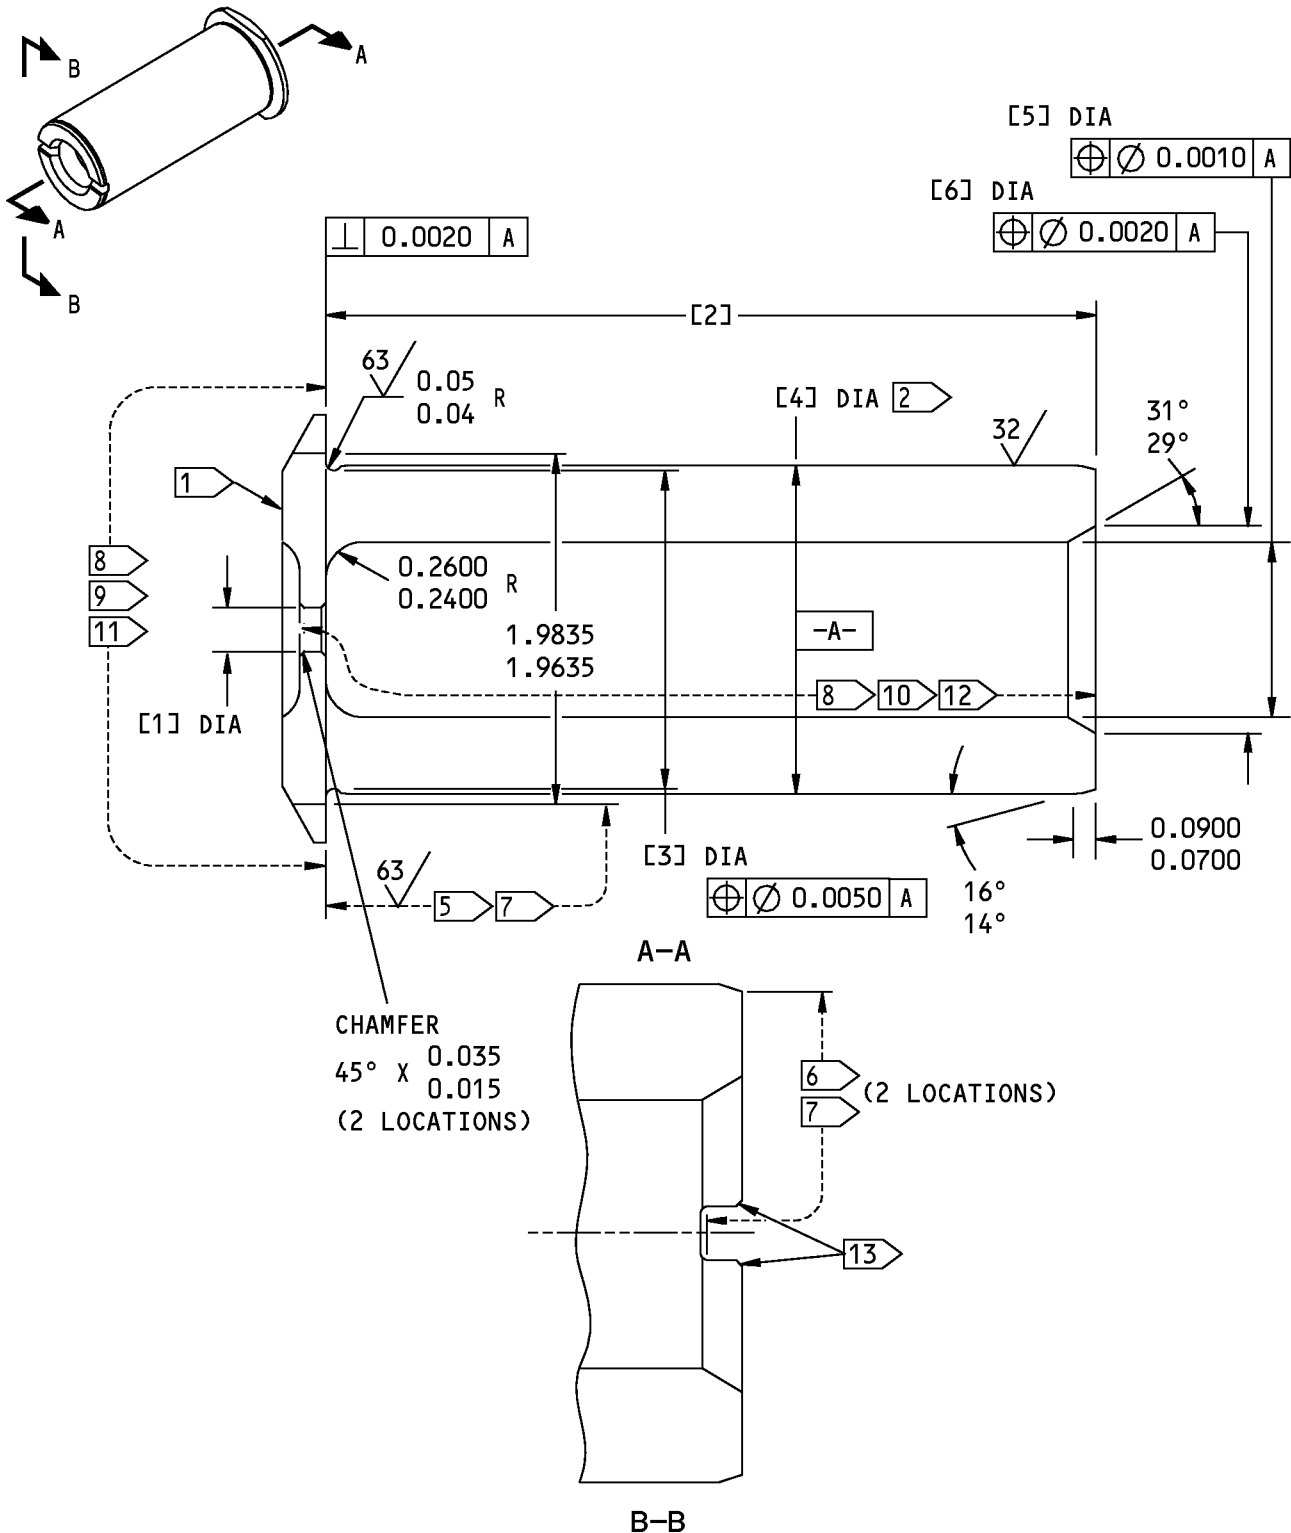 B
A
[5] DIA
⌖ ⌀ 0.0010 A
[6] DIA
⌖ ⌀ 0.0020 A
A
B
⊥ 0.0020 A
[2]
63
0.05
0.04 R
[4] DIA 2
32
31°
29°
1
8
9
11
0.2600
0.2400 R
1.9835
1.9635
-A-
8 10 12
[1] DIA
[3] DIA
⌖ ⌀ 0.0050 A
0.0900
0.0700
63
5 7
16°
14°
A-A
CHAMFER
45° X 0.035
0.015
(2 LOCATIONS)
6
7
(2 LOCATIONS)
13
B-B